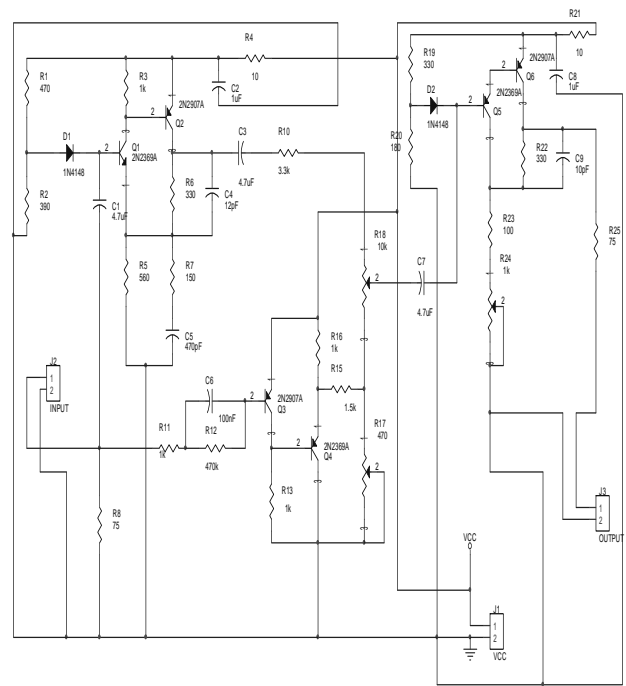 R21
10
R4
10
R19
330
2N2907A
Q6
C8
1uF
R1
470
R3
1k
C2
1uF
2
2N2907A
Q2
D2
1N4148
2
2
2N2369A
Q5
D1
1N4148
2
Q1
2N2369A
C3
4.7uF
R10
3.3k
R20
180
R22
330
C9
10pF
R2
390
C1
4.7uF
R6
330
C4
12pF
R18
10k
2
C7
4.7uF
R23
100
R24
1k
2
R25
75
R5
560
R7
150
C5
470pF
R16
1k
R15
1.5k
J2
1
2
INPUT
C6
100nF
2
2N2907A
Q3
R11
1k
R12
470k
2
2N2369A
Q4
R17
470
2
R13
1k
R8
75
J3
1
2
OUTPUT
VCC
J1
1
2
VCC